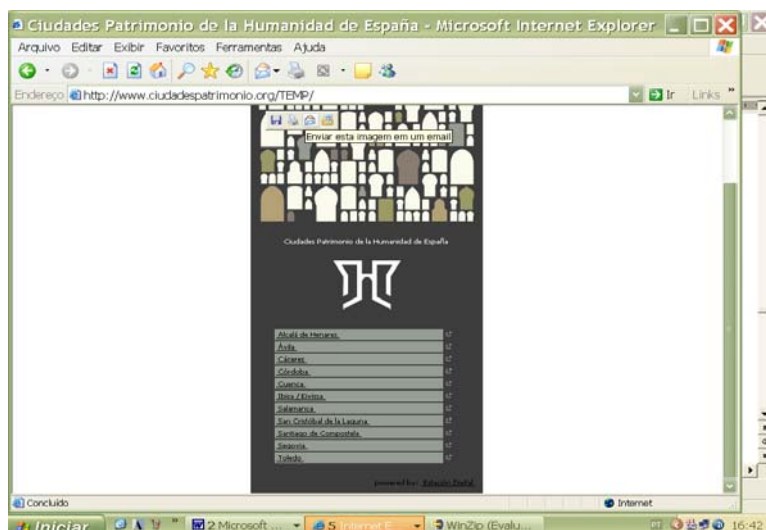 Ciudades Patrimonio de la Humanidad de España - Microsoft Internet Explorer
Arquivo Editar Exibir Favoritos Ferramentas Ajuda
Endereço http://www.ciudadespatrimonio.org/TEMP/ Ir Links »
Enviar esta imagem em um email
Ciudades Patrimonio de la Humanidad de España
Alcalá de Henares
Ávila
Cáceres
Córdoba
Cuenca
Ibiza / Eivissa
Salamanca
San Cristóbal de la Laguna
Santiago de Compostela
Segovia
Toledo
powered by: Estación Digital
Concluído Internet
Iniciar » 2 Microsoft ... 5 Internet E... WinZip (Evalu... PT 16:42